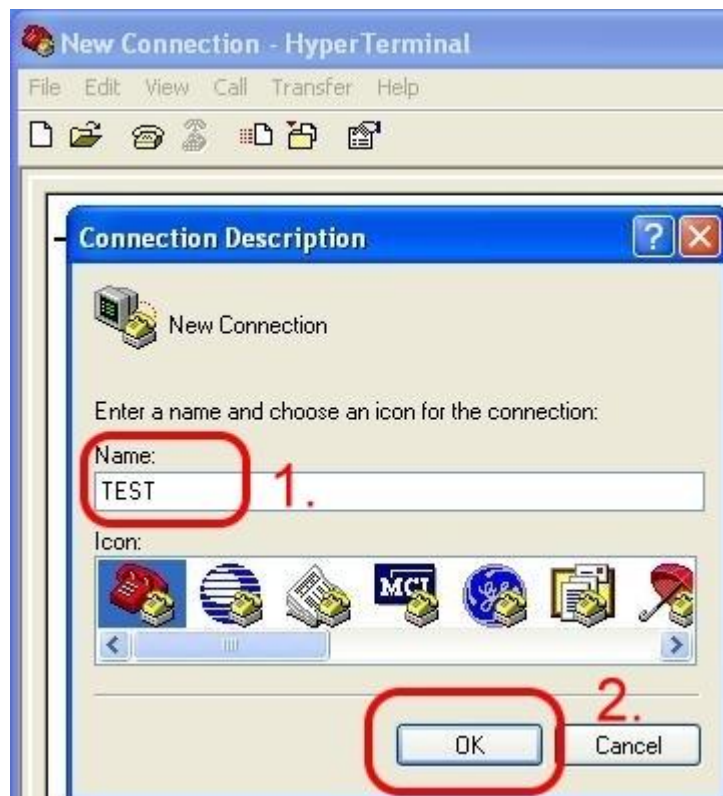 New Connection - HyperTerminal
File Edit View Call Transfer Help
Connection Description
New Connection
Enter a name and choose an icon for the connection:
Name:
TEST
1.
Icon:
MCI
2.
OK
Cancel